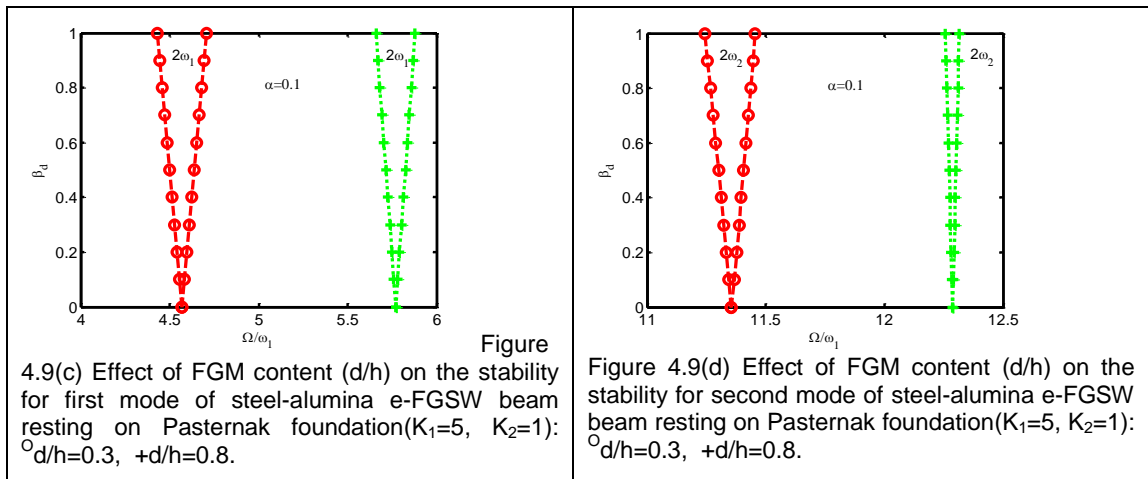 1
0.8
0.6
0.4
0.2
0
β_d
2ω₁
2ω₁
α=0.1
4 4.5 5 5.5 6
Ω/ω₁
Figure
4.9(c) Effect of FGM content (d/h) on the stability
for first mode of steel-alumina e-FGSW beam
resting on Pasternak foundation(K₁=5, K₂=1):
ᴼd/h=0.3, +d/h=0.8.
1
0.8
0.6
0.4
0.2
0
β_d
2ω₂
2ω₂
α=0.1
11 11.5 12 12.5
Ω/ω₁
Figure 4.9(d) Effect of FGM content (d/h) on the
stability for second mode of steel-alumina e-FGSW
beam resting on Pasternak foundation(K₁=5, K₂=1):
ᴼd/h=0.3, +d/h=0.8.